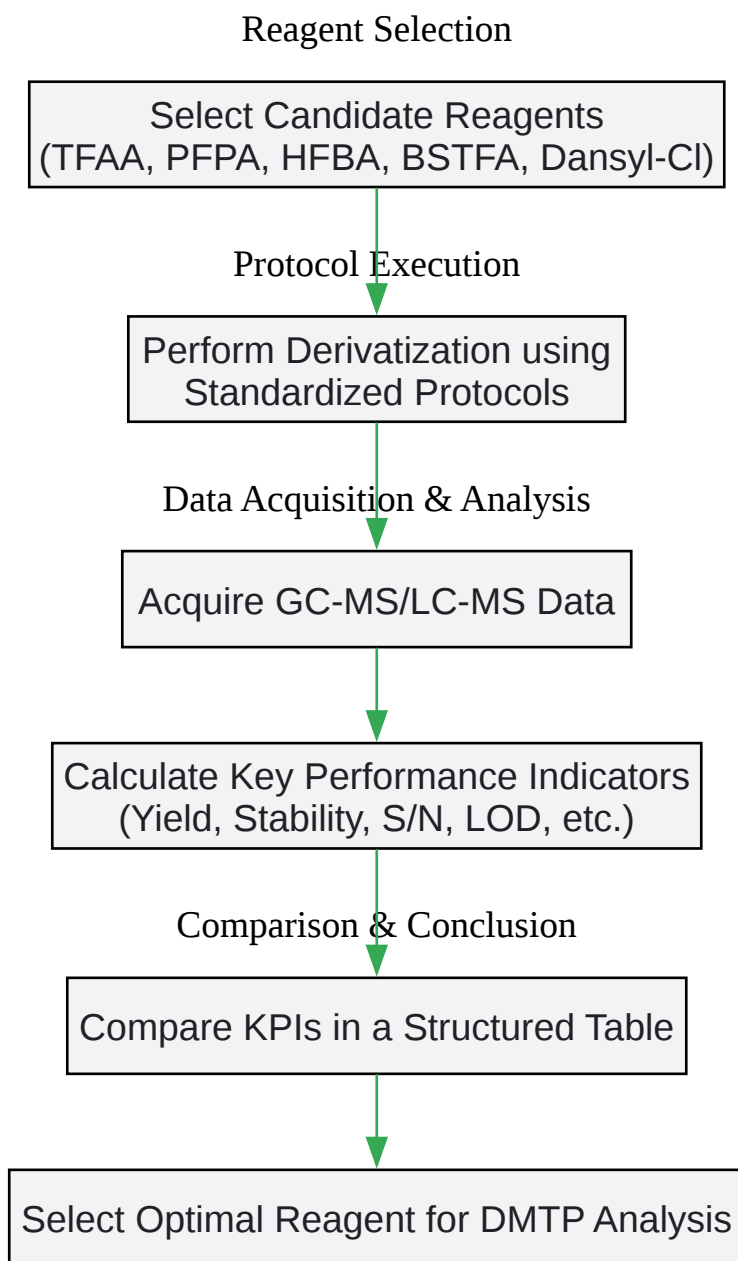 Reagent Selection
Select Candidate Reagents
(TFAA, PFPA, HFBA, BSTFA, Dansyl-Cl)
Protocol Execution
Perform Derivatization using
Standardized Protocols
Data Acquisition & Analysis
Acquire GC-MS/LC-MS Data
Calculate Key Performance Indicators
(Yield, Stability, S/N, LOD, etc.)
Comparison & Conclusion
Compare KPIs in a Structured Table
Select Optimal Reagent for DMTP Analysis